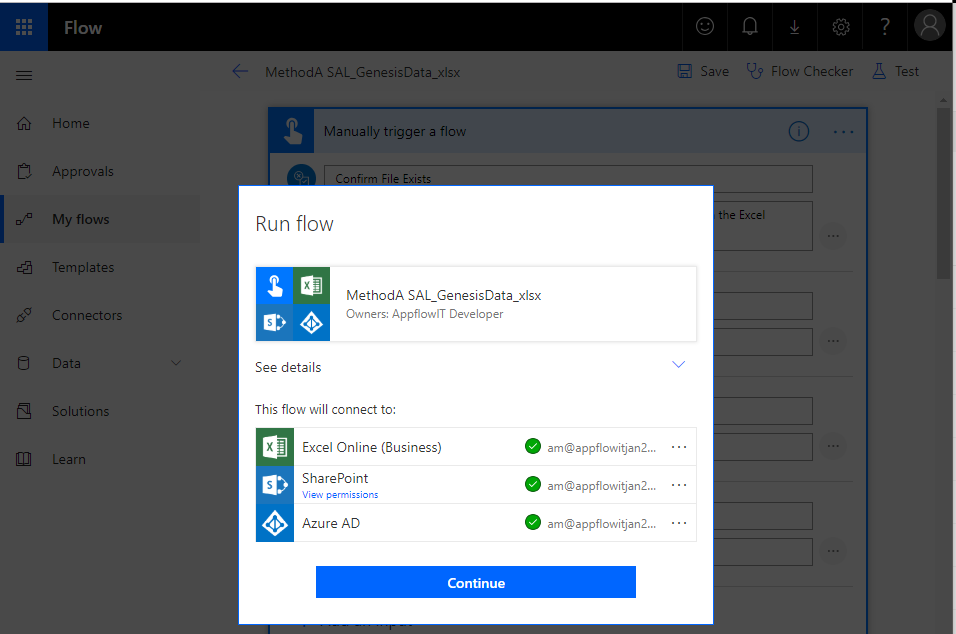 Flow
?
MethodA SAL_GenesisData_xlsx
Save
Flow Checker
Test
Home
Approvals
My flows
Templates
Connectors
Data
Solutions
Learn
Manually trigger a flow
Confirm File Exists
the Excel
Run flow
MethodA SAL_GenesisData_xlsx
Owners: AppflowIT Developer
See details
This flow will connect to:
Excel Online (Business)
am@appflowitjan2...
SharePoint
View permissions
am@appflowitjan2...
Azure AD
am@appflowitjan2...
Continue